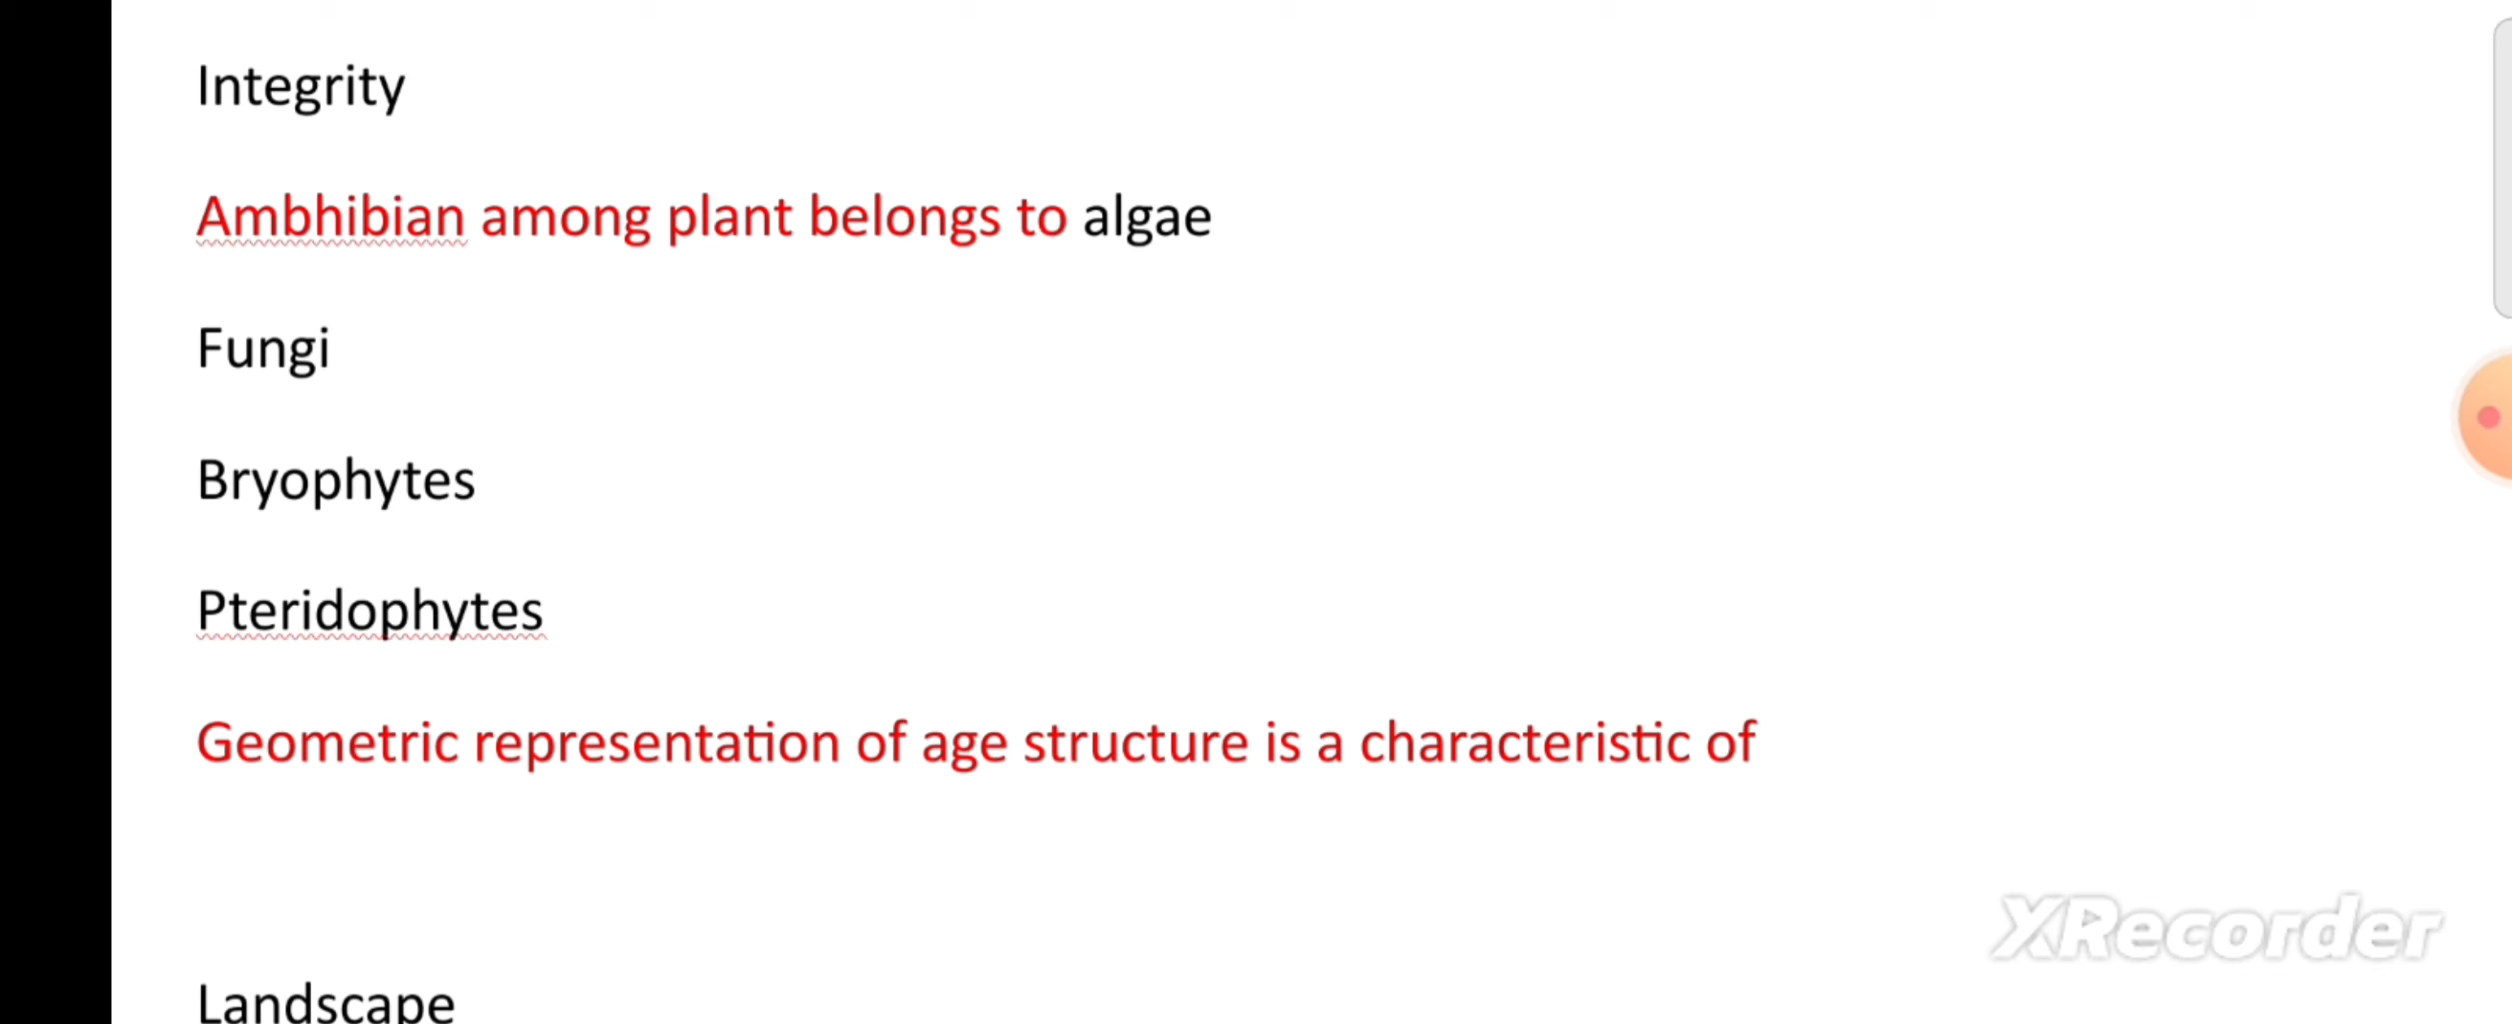 Integrity
Ambhibian among plant belongs to algae
Fungi
Bryophytes
Pteridophytes
Geometric representation of age structure is a characteristic of
XRecorder
Landscape